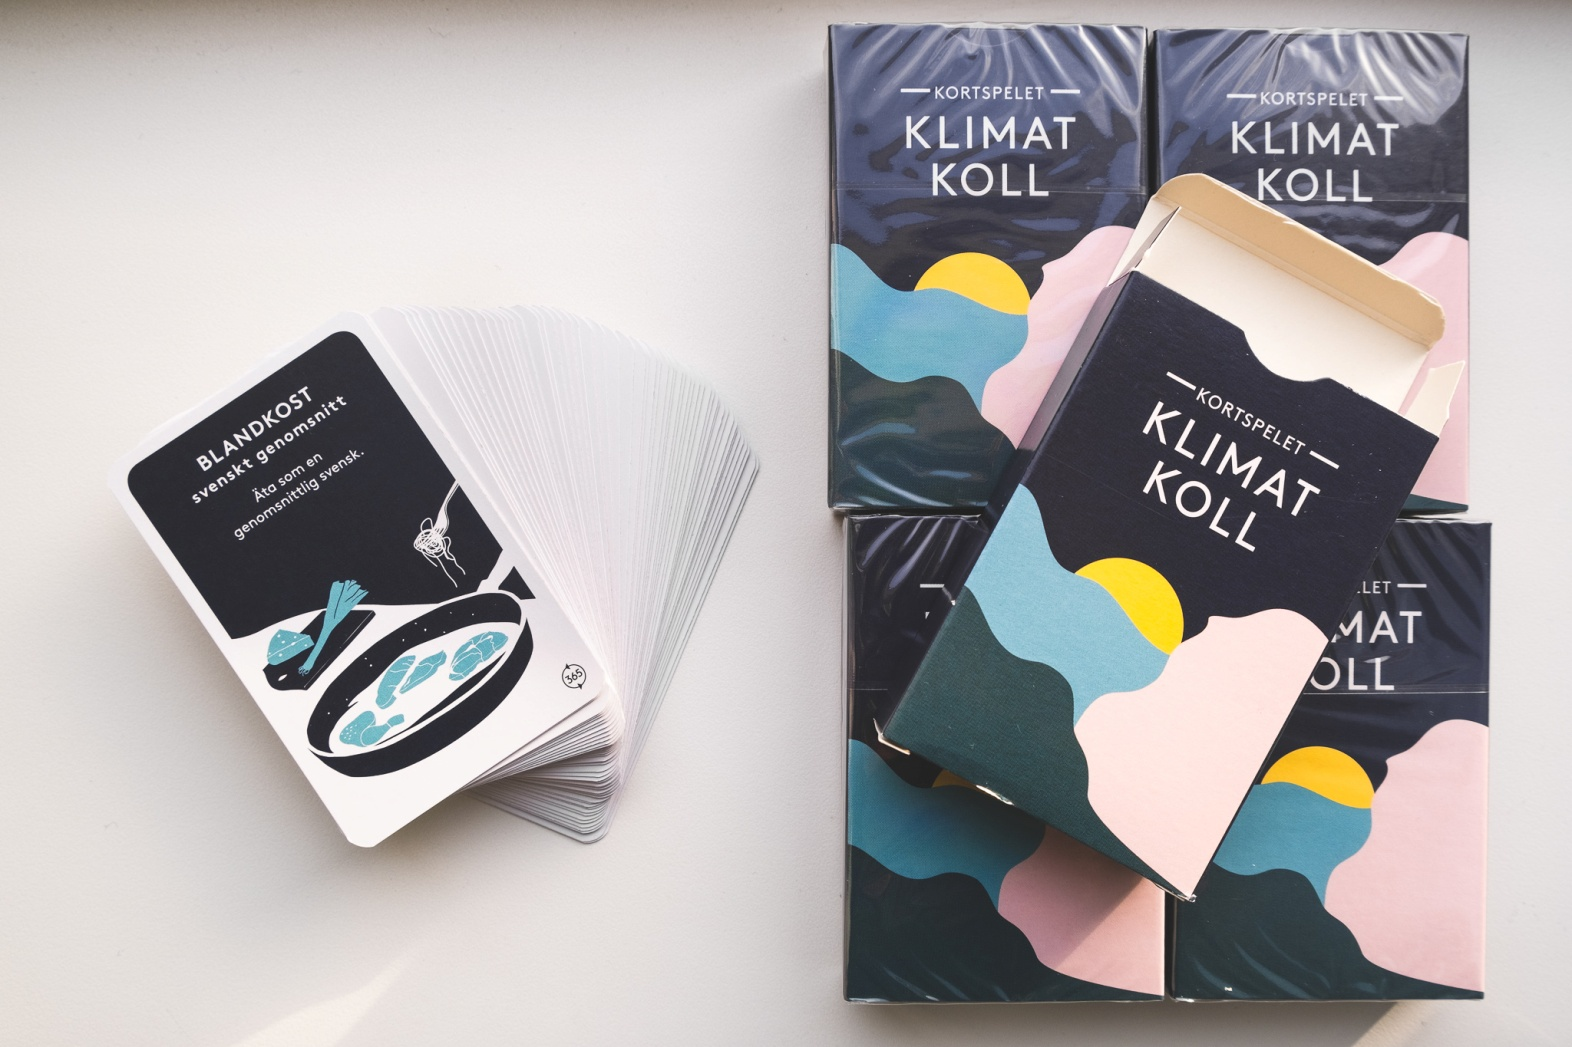 BLANDKOST
svenskt genomsnitt
Äta som en
genomsnittlig svensk.
365
KORTSPELET
KLIMAT
KOLL
KORTSPELET
KLIMAT
KOLL
KORTSPELET
KLIMAT
KOLL